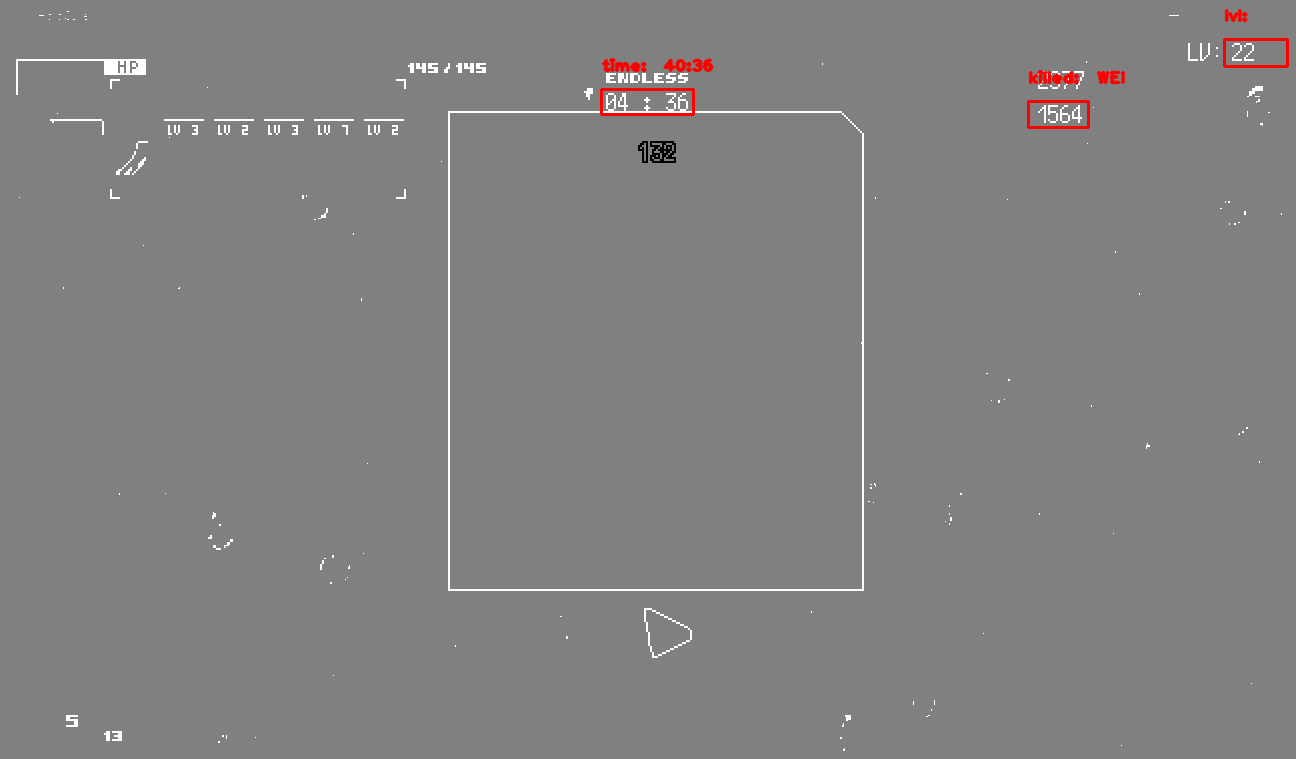 lvl:
LV: 22
HP
145/145
time: 40:36
ENDLESS
04 : 36
killed: WEI
1564
LV 3 LV 2 LV 3 LV 7 LV 2
132
5
13